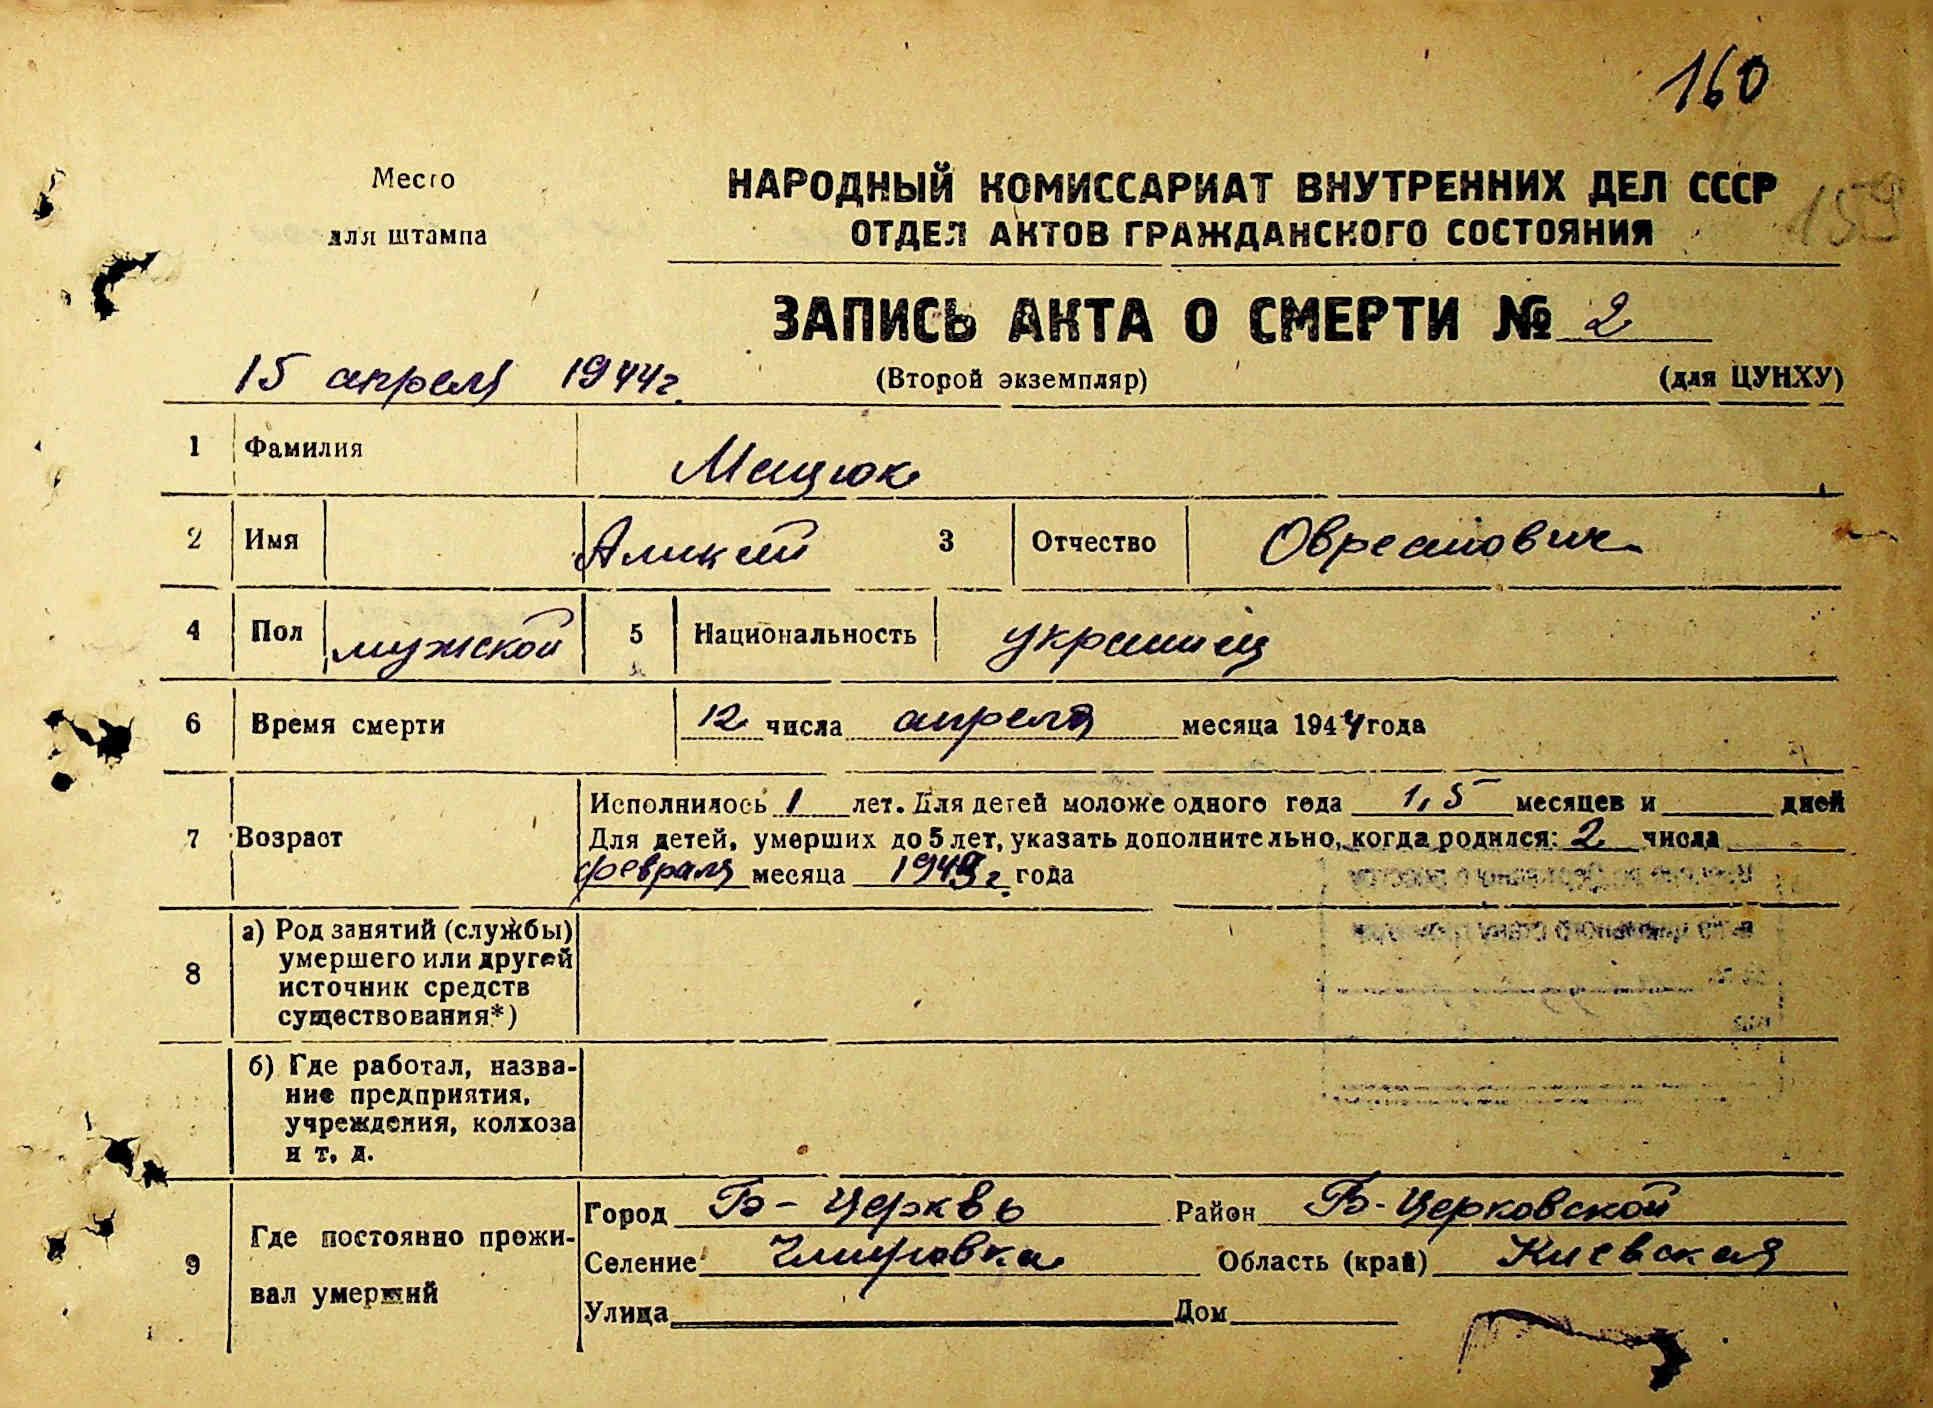 160
Место
для штампа
НАРОДНЫЙ КОМИССАРИАТ ВНУТРЕННИХ ДЕЛ СССР
159
ОТДЕЛ АКТОВ ГРАЖДАНСКОГО СОСТОЯНИЯ
ЗАПИСЬ АКТА О СМЕРТИ № 2
15 апреля 1944 г. (Второй экземпляр) (для ЦУНХУ)
1 Фамилия Мацюк
2 Имя 3 Отчество
4 Пол мужской 5 Национальность украинец
6 Время смерти 12 числа апреля месяца 1944 года
7 Возраст Исполнилось 1 лет. Для детей моложе одного года 1,5 месяцев и дней
Для детей, умерших до 5 лет, указать дополнительно, когда родился: 2 числа
февраля месяца 1943 г. года
8 а) Род занятий (службы)
умершего или другой
источник средств
существования*)
б) Где работал, назва-
ние предприятия,
учреждения, колхоза
и т. д.
9 Где постоянно прожи-
вал умерший
Город Б-Церквь Район Б-Церковской
Селение Область (край) Киевская
Улица Дом